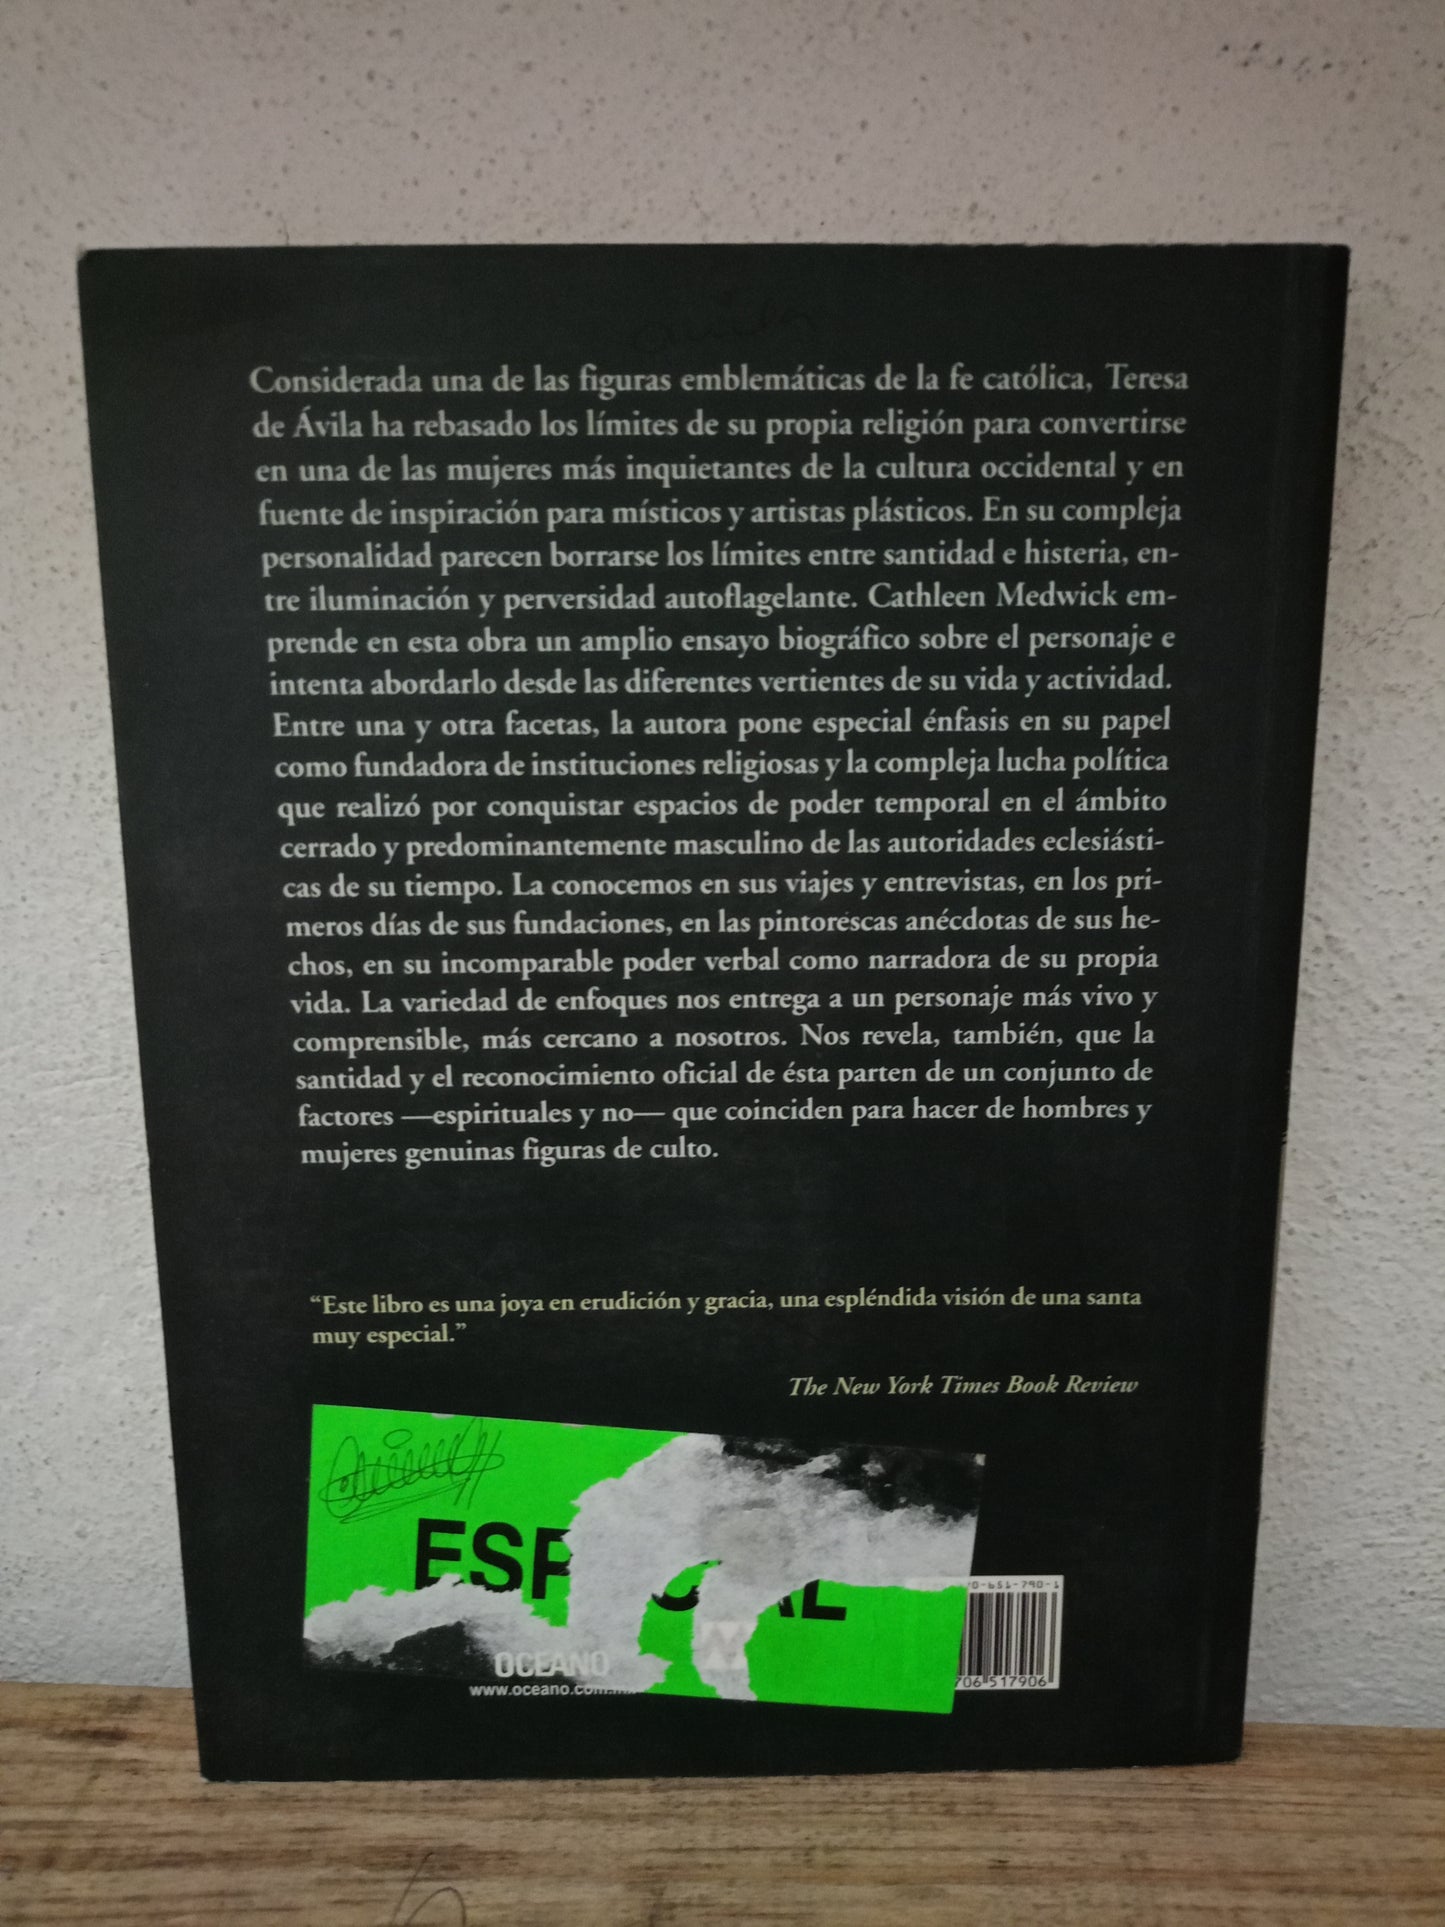 Considerada una de las figuras emblemáticas de la fe católica, Teresa
de Ávila ha rebasado los límites de su propia religión para convertirse
en una de las mujeres más inquietantes de la cultura occidental y en
fuente de inspiración para místicos y artistas plásticos. En su compleja
personalidad parecen borrarse los límites entre santidad e histeria, en-
tre iluminación y perversidad autoflagelante. Cathleen Medwick em-
prende en esta obra un amplio ensayo biográfico sobre el personaje e
intenta abordarlo desde las diferentes vertientes de su vida y actividad.
Entre una y otra facetas, la autora pone especial énfasis en su papel
como fundadora de instituciones religiosas y la compleja lucha política
que realizó por conquistar espacios de poder temporal en el ámbito
cerrado y predominantemente masculino de las autoridades eclesiásti-
cas de su tiempo. La conocemos en sus viajes y entrevistas, en los pri-
meros días de sus fundaciones, en las pintorescas anécdotas de sus he-
chos, en su incomparable poder verbal como narradora de su propia
vida. La variedad de enfoques nos entrega a un personaje más vivo y
comprensible, más cercano a nosotros. Nos revela, también, que la
santidad y el reconocimiento oficial de ésta parten de un conjunto de
factores —espirituales y no— que coinciden para hacer de hombres y
mujeres genuinas figuras de culto.
“Este libro es una joya en erudición y gracia, una espléndida visión de una santa
muy especial.”
The New York Times Book Review
0-651-790-1
OCEANO
www.oceano.com
706 517906